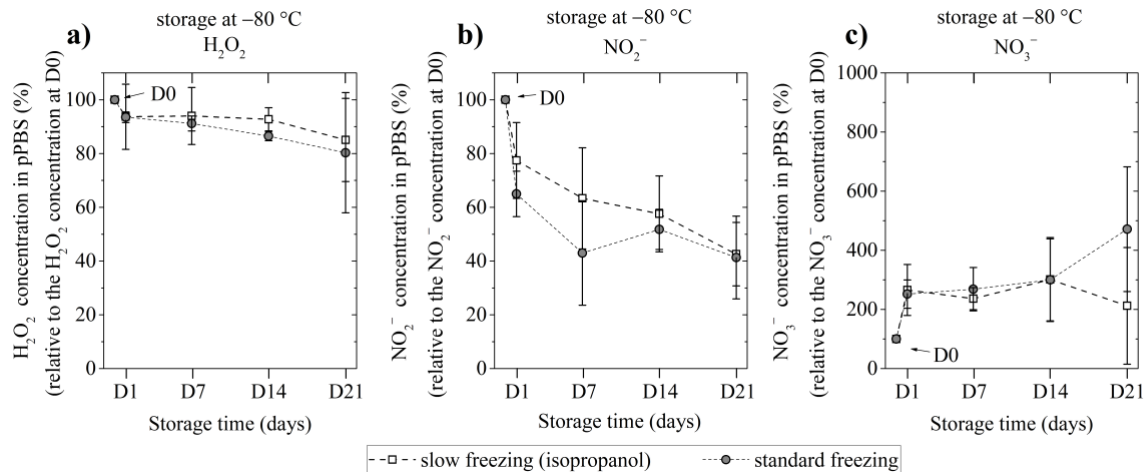 storage at −80 °C
a)
H₂O₂
H₂O₂ concentration in pPBS (%)
(relative to the H₂O₂ concentration at D0)
100
80
60
40
20
0
D0
D1 D7 D14 D21
Storage time (days)
storage at −80 °C
b)
NO₂⁻
NO₂⁻ concentration in pPBS (%)
(relative to the NO₂⁻ concentration at D0)
100
80
60
40
20
0
D0
D1 D7 D14 D21
Storage time (days)
storage at −80 °C
c)
NO₃⁻
NO₃⁻ concentration in pPBS (%)
(relative to the NO₃⁻ concentration at D0)
1000
800
600
400
200
0
D0
D1 D7 D14 D21
Storage time (days)
slow freezing (isopropanol) standard freezing